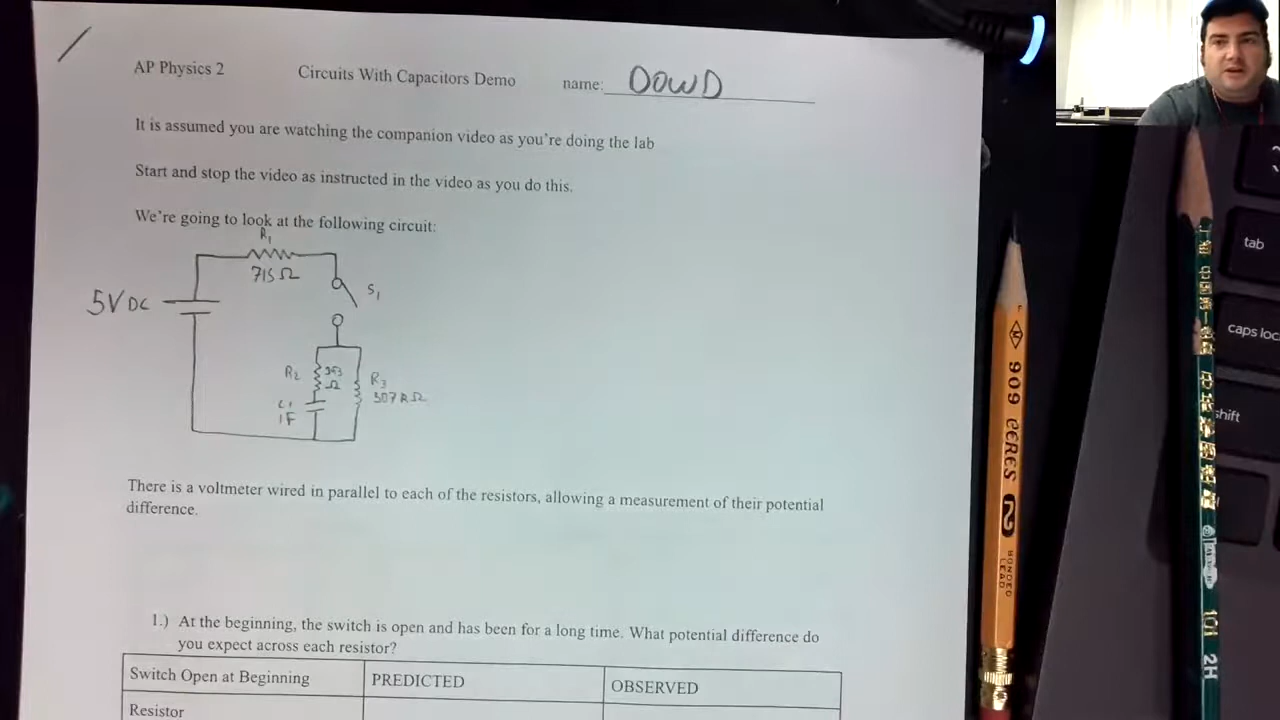 AP Physics 2 Circuits With Capacitors Demo name: DOWD
It is assumed you are watching the companion video as you're doing the lab
Start and stop the video as instructed in the video as you do this.
We're going to look at the following circuit:
R1
715 Ω
5V DC
S1
R2
Ω
R3
C1
1F
There is a voltmeter wired in parallel to each of the resistors, allowing a measurement of their potential
difference.
1.) At the beginning, the switch is open and has been for a long time. What potential difference do
you expect across each resistor?
Switch Open at Beginning PREDICTED OBSERVED
Resistor
909 CERES 2
BONDED
LEAD
101 2H
tab
caps loc
shift